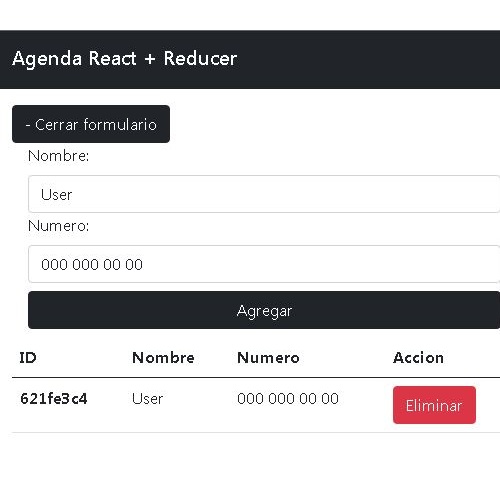 Agenda React + Reducer
- Cerrar formulario
Nombre:
User
Numero:
000 000 00 00
Agregar
ID Nombre Numero Accion
621fe3c4 User 000 000 00 00 Eliminar